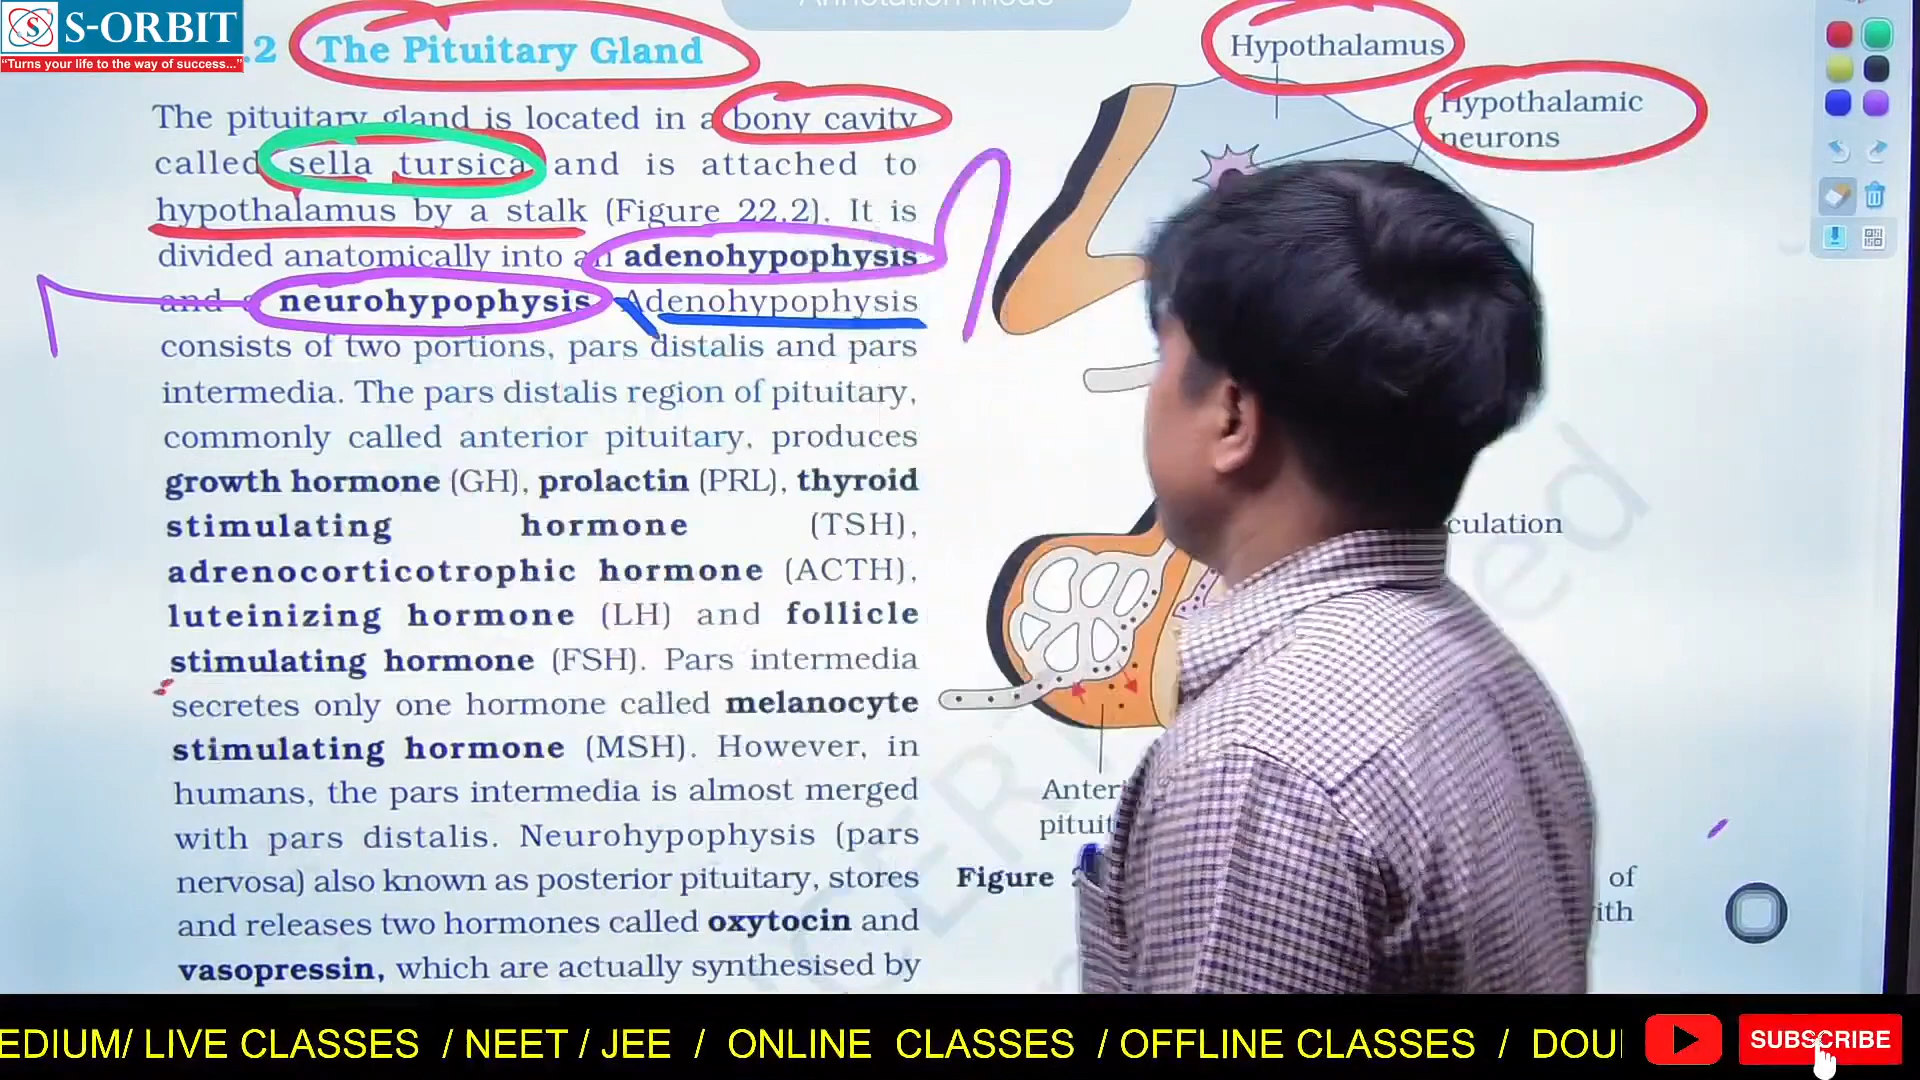 S-ORBIT
"Turns your life to the way of success..."
.2 The Pituitary Gland
The pituitary gland is located in a bony cavity
called sella tursica and is attached to
hypothalamus by a stalk (Figure 22.2). It is
divided anatomically into an adenohypophysis
and a neurohypophysis. Adenohypophysis
consists of two portions, pars distalis and pars
intermedia. The pars distalis region of pituitary,
commonly called anterior pituitary, produces
growth hormone (GH), prolactin (PRL), thyroid
stimulating hormone (TSH),
adrenocorticotrophic hormone (ACTH),
luteinizing hormone (LH) and follicle
stimulating hormone (FSH). Pars intermedia
secretes only one hormone called melanocyte
stimulating hormone (MSH). However, in
humans, the pars intermedia is almost merged
with pars distalis. Neurohypophysis (pars
nervosa) also known as posterior pituitary, stores
and releases two hormones called oxytocin and
vasopressin, which are actually synthesised by
Hypothalamus
Hypothalamic
neurons
culation
Anter
pituit
Figure
of
ith
EDIUM/ LIVE CLASSES / NEET / JEE / ONLINE CLASSES / OFFLINE CLASSES / DOU
SUBSCRIBE